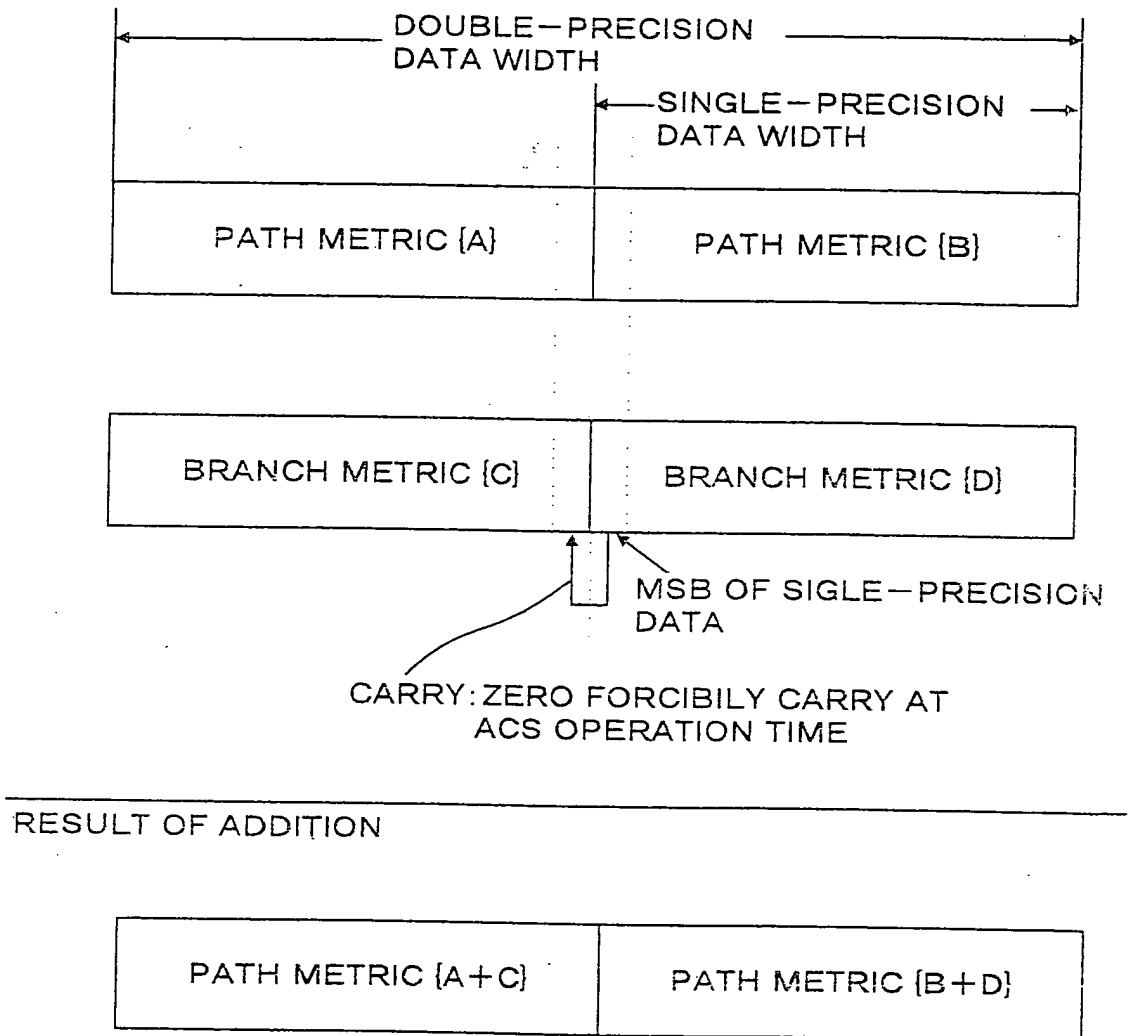 DOUBLE—PRECISION
DATA WIDTH
SINGLE—PRECISION
DATA WIDTH
PATH METRIC {A}
PATH METRIC {B}
BRANCH METRIC {C}
BRANCH METRIC {D}
MSB OF SIGLE—PRECISION
DATA
CARRY: ZERO FORCIBILY CARRY AT
ACS OPERATION TIME
RESULT OF ADDITION
PATH METRIC {A+C}
PATH METRIC {B+D}